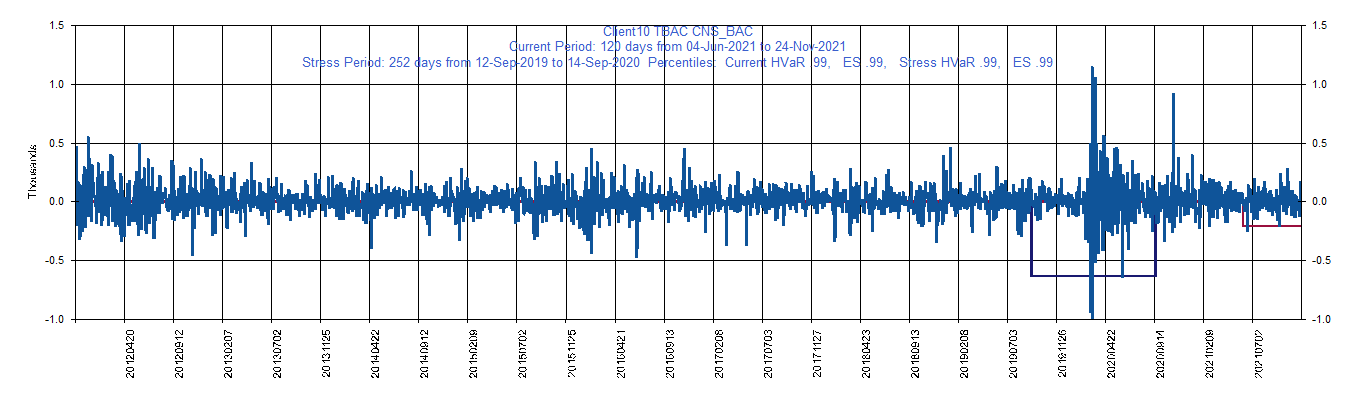 Client10 TBAC CNS_BAC
Current Period: 120 days from 04-Jun-2021 to 24-Nov-2021
Stress Period: 252 days from 12-Sep-2019 to 14-Sep-2020 Percentiles: Current HVaR .99, ES .99, Stress HVaR .99, ES .99
Thousands
1.5 1.5
1.0 1.0
0.5 0.5
0.0 0.0
-0.5 -0.5
-1.0 -1.0
20120420 20120912 20130207 20130702 20131125 20140422 20140912 20150209 20150702 20151125 20160421 20160913 20170208 20170703 20171127 20180423 20180913 20190208 20190703 20191126 20200422 20200914 20210209 20210702